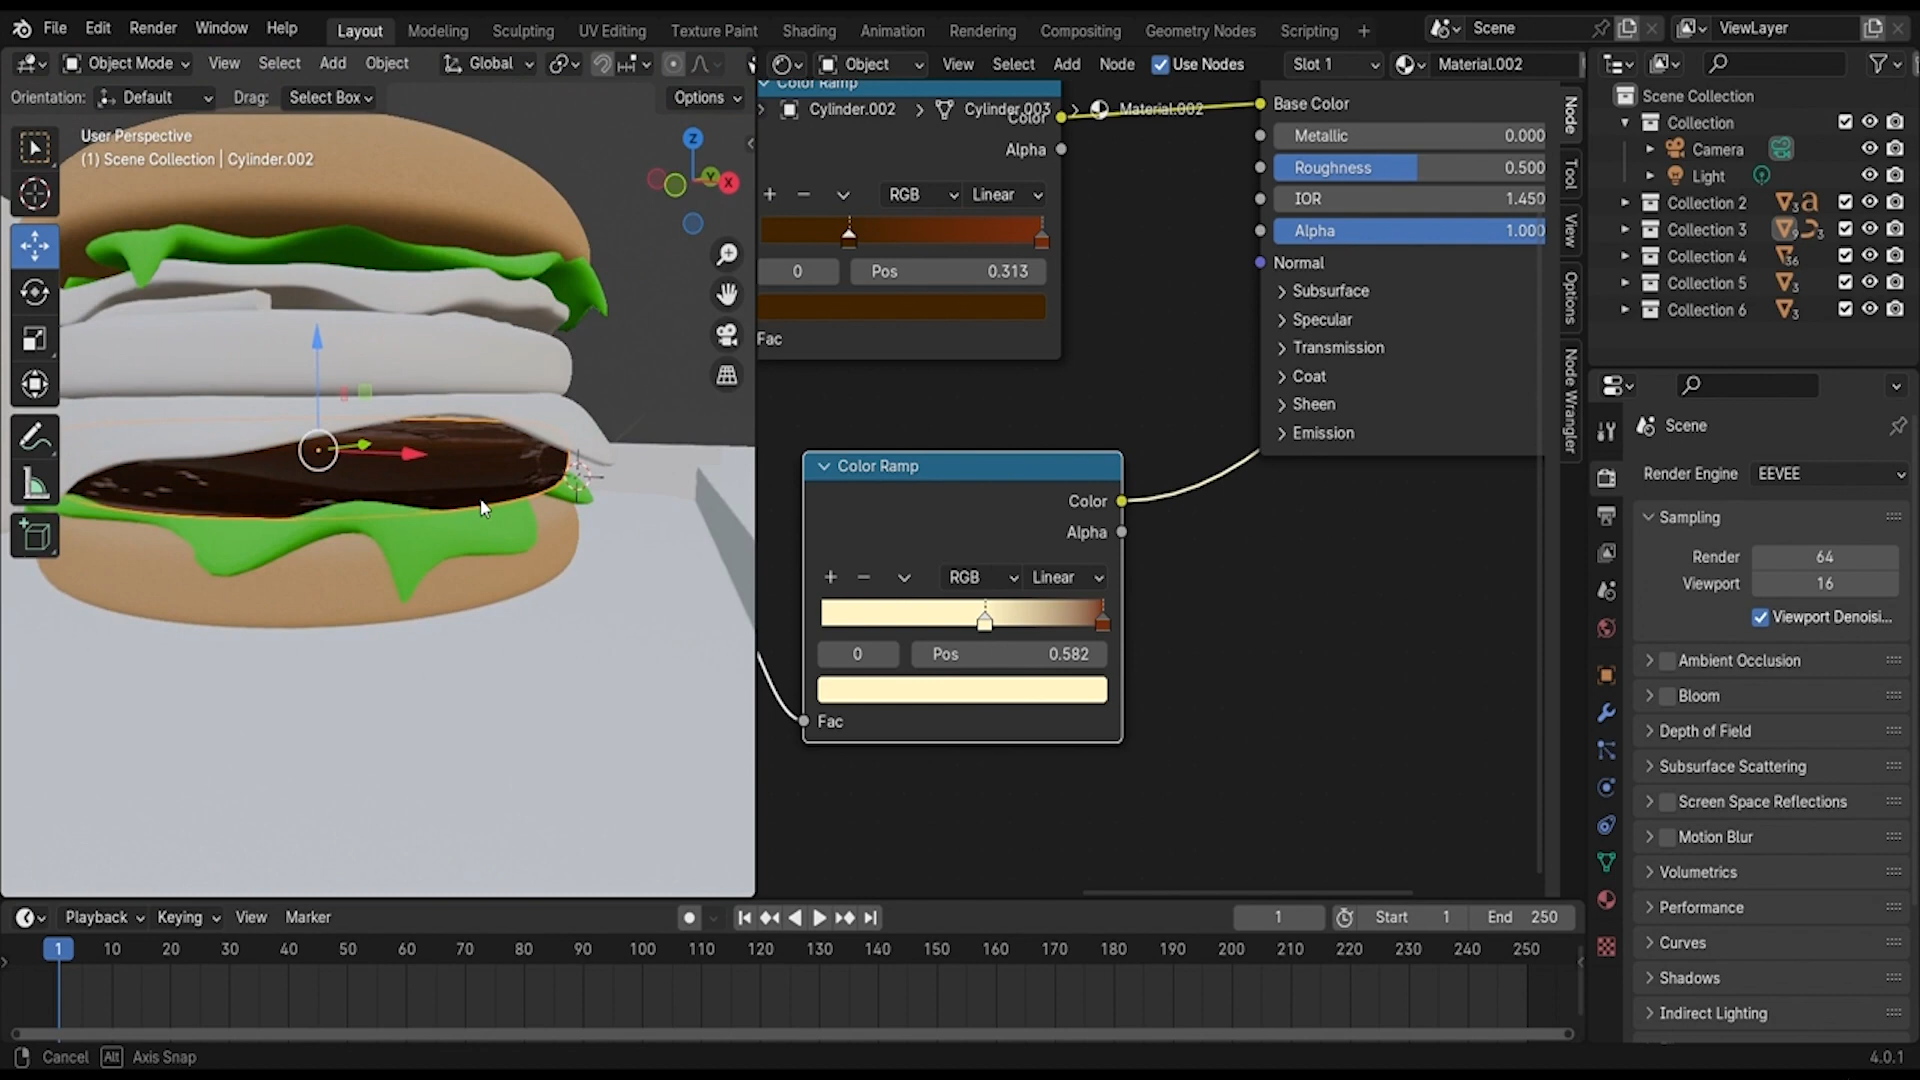 File Edit Render Window Help Layout Modeling Sculpting UV Editing Texture Paint Shading Animation Rendering Compositing Geometry Nodes Scripting + Scene ViewLayer
Object Mode View Select Add Object Global Object View Select Add Node Use Nodes Slot 1 Material.002
Orientation: Default Drag: Select Box Options
User Perspective
(1) Scene Collection | Cylinder.002
Z
Y
X
Color Ramp
Cylinder.002 > Cylinder.003 > Material.002
Color
Alpha
+ − RGB Linear
0 Pos 0.313
Fac
Base Color
Metallic 0.000
Roughness 0.500
IOR 1.450
Alpha 1.000
Normal
Subsurface
Specular
Transmission
Coat
Sheen
Emission
Node
Tool
View
Options
Node Wrangler
Color Ramp
Color
Alpha
+ − RGB Linear
0 Pos 0.582
Fac
Scene Collection
Collection
Camera
Light
Collection 2 3
Collection 3 9 3
Collection 4 36
Collection 5 3
Collection 6 3
Scene
Render Engine EEVEE
Sampling
Render 64
Viewport 16
Viewport Denoisi...
Ambient Occlusion
Bloom
Depth of Field
Subsurface Scattering
Screen Space Reflections
Motion Blur
Volumetrics
Performance
Curves
Shadows
Indirect Lighting
Playback Keying View Marker 1 Start 1 End 250
1 10 20 30 40 50 60 70 80 90 100 110 120 130 140 150 160 170 180 190 200 210 220 230 240 250
Cancel Alt Axis Snap 4.0.1